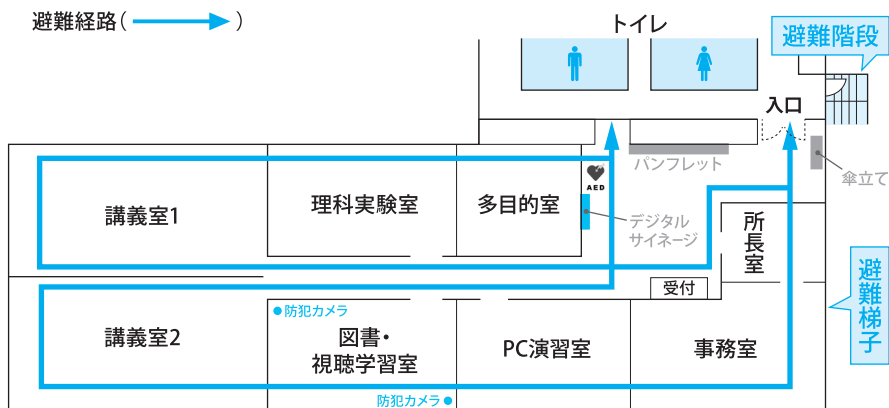 避難経路( → )
トイレ
避難階段
入口
パンフレット
傘立て
AED
講義室1
理科実験室
多目的室
デジタル
サイネージ
所長室
受付
避難梯子
防犯カメラ
講義室2
図書・
視聴学習室
PC演習室
事務室
防犯カメラ